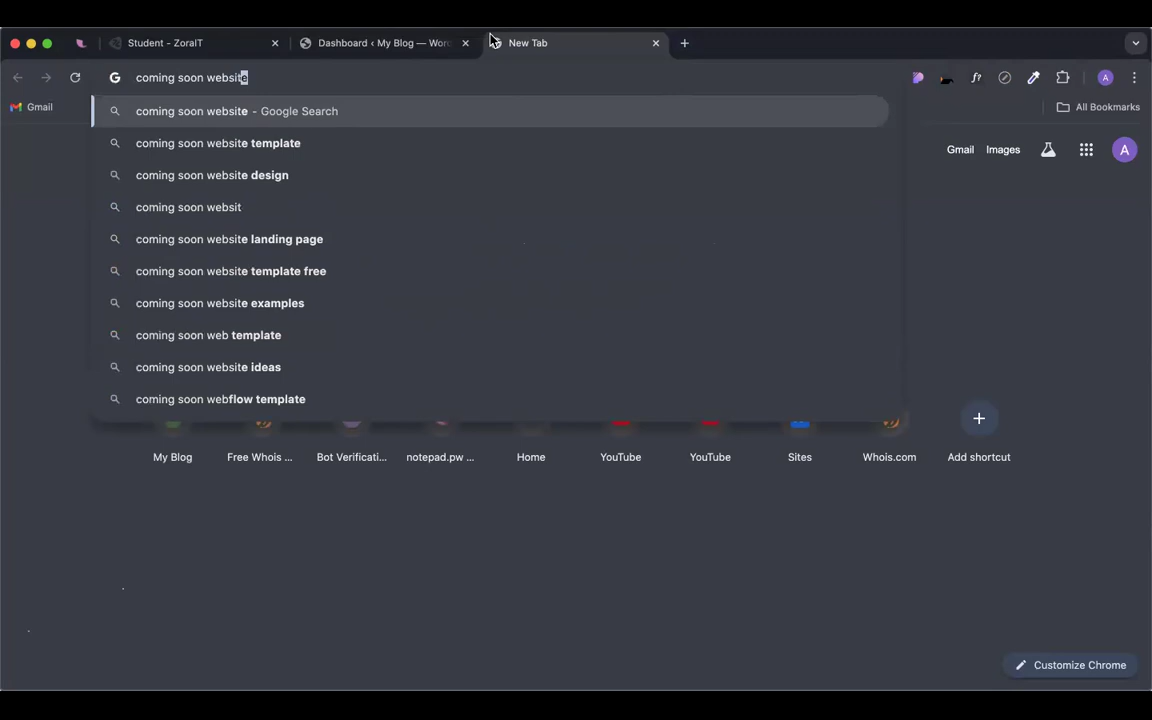 Student - ZoraIT
Dashboard ‹ My Blog — Wor
New Tab
coming soon website
Gmail
All Bookmarks
coming soon website - Google Search
coming soon website template
coming soon website design
coming soon websit
coming soon website landing page
coming soon website template free
coming soon website examples
coming soon web template
coming soon website ideas
coming soon webflow template
Gmail
Images
A
A
My Blog
Free Whois ...
Bot Verificati...
notepad.pw ...
Home
YouTube
YouTube
Sites
Whois.com
Add shortcut
Customize Chrome